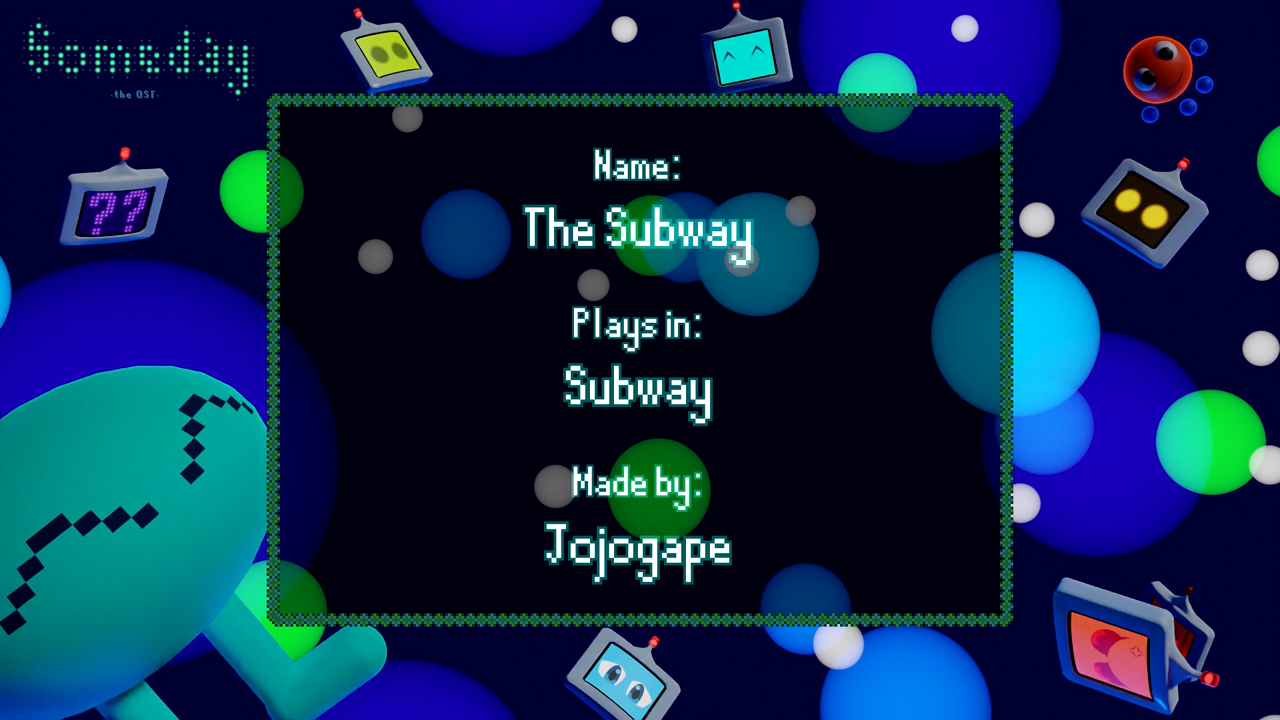 Someday
-the OST-
??
Name:
The Subway
Plays in:
Subway
Made by:
Jojogape